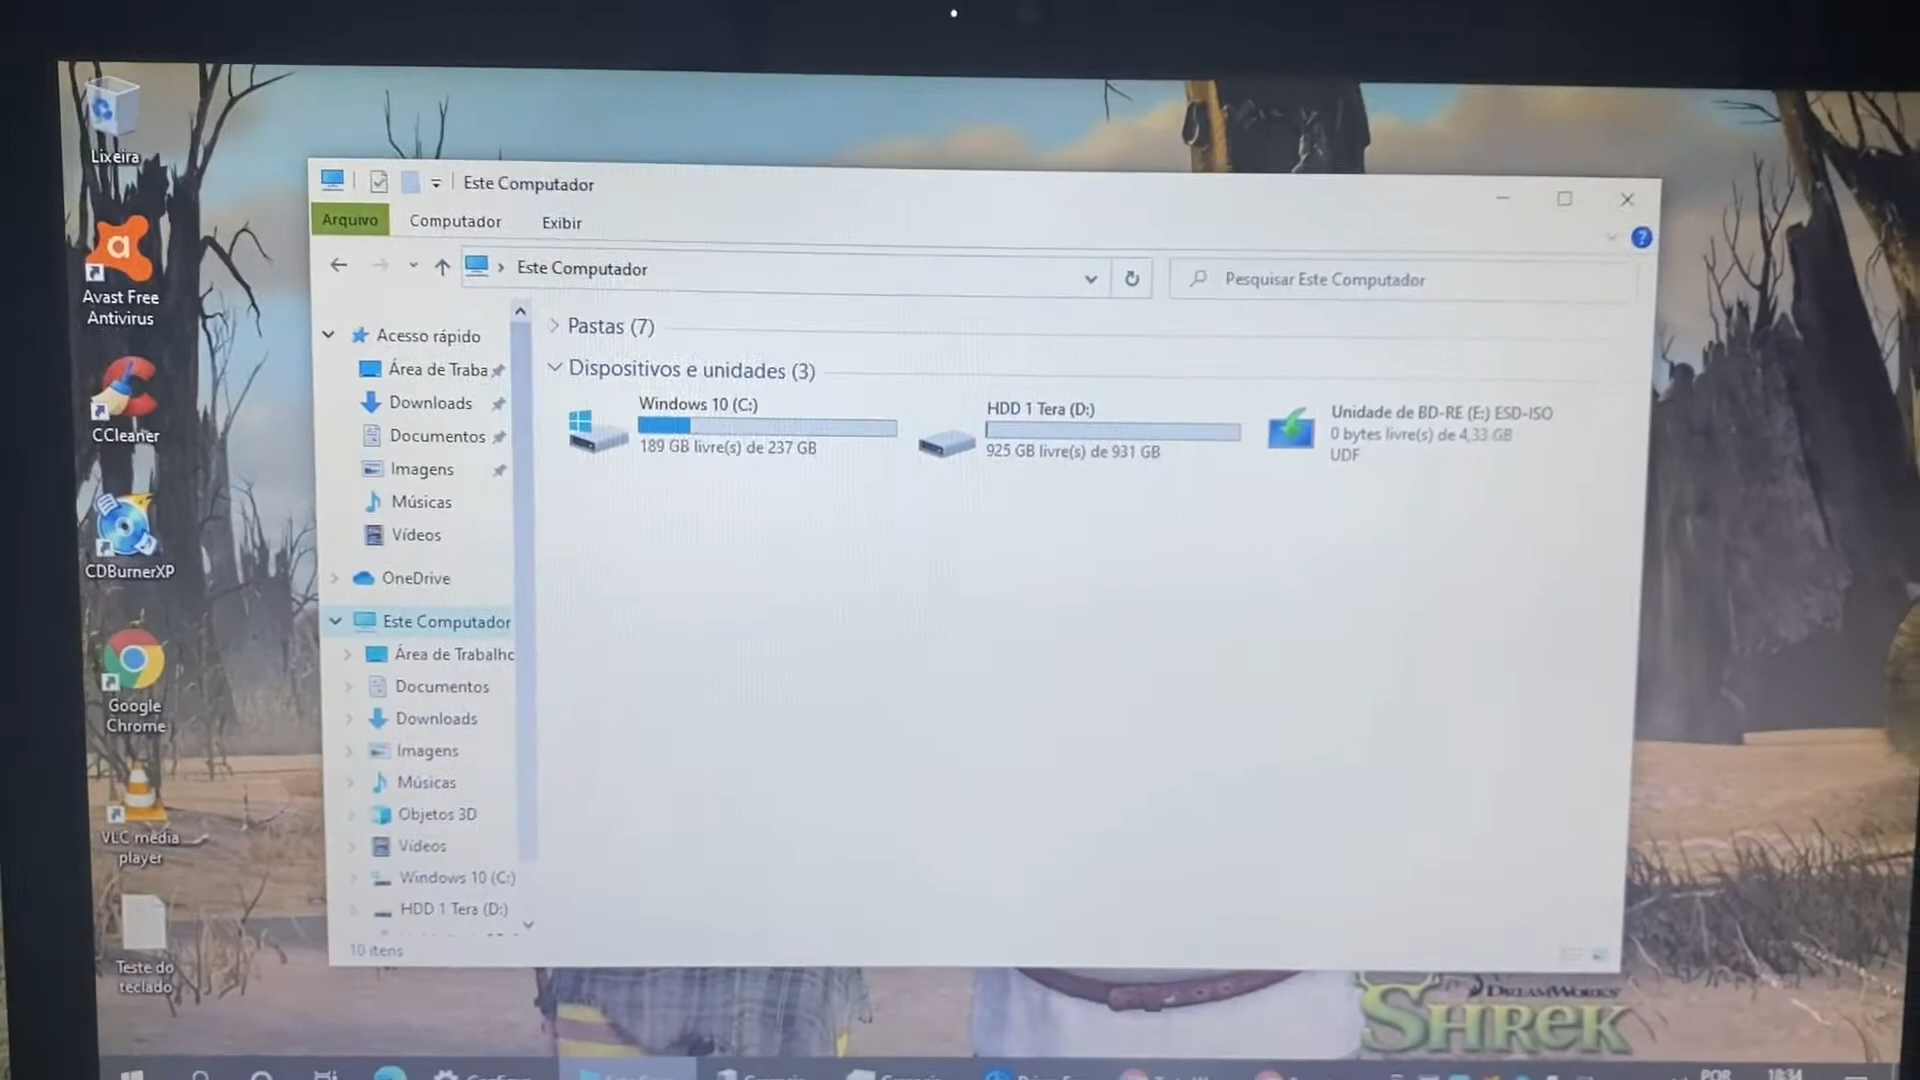 Lixeira
Avast Free
Antivirus
CCleaner
CDBurnerXP
Google
Chrome
VLC media
player
Teste do
teclado
Este Computador
Arquivo
Computador
Exibir
Este Computador
Pesquisar Este Computador
Acesso rápido
Área de Traba
Downloads
Documentos
Imagens
Músicas
Vídeos
OneDrive
Este Computador
Área de Trabalho
Documentos
Downloads
Imagens
Músicas
Objetos 3D
Vídeos
Windows 10 (C:)
HDD 1 Tera (D:)
10 itens
Pastas (7)
Dispositivos e unidades (3)
Windows 10 (C:)
189 GB livre(s) de 237 GB
HDD 1 Tera (D:)
925 GB livre(s) de 931 GB
Unidade de BD-RE (E:) ESD-ISO
0 bytes livre(s) de 4,33 GB
UDF
DREAMWORKS
SHREK
POR
18:34